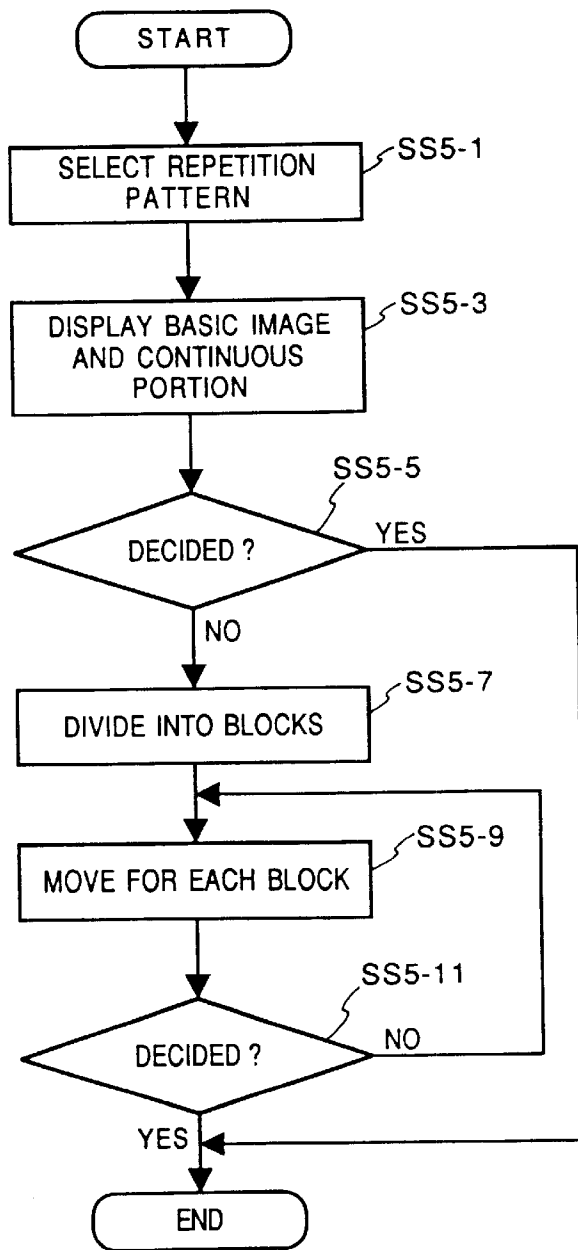 START
SS5-1
SELECT REPETITION
PATTERN
SS5-3
DISPLAY BASIC IMAGE
AND CONTINUOUS
PORTION
SS5-5
DECIDED ?
YES
NO
SS5-7
DIVIDE INTO BLOCKS
SS5-9
MOVE FOR EACH BLOCK
SS5-11
DECIDED ?
NO
YES
END